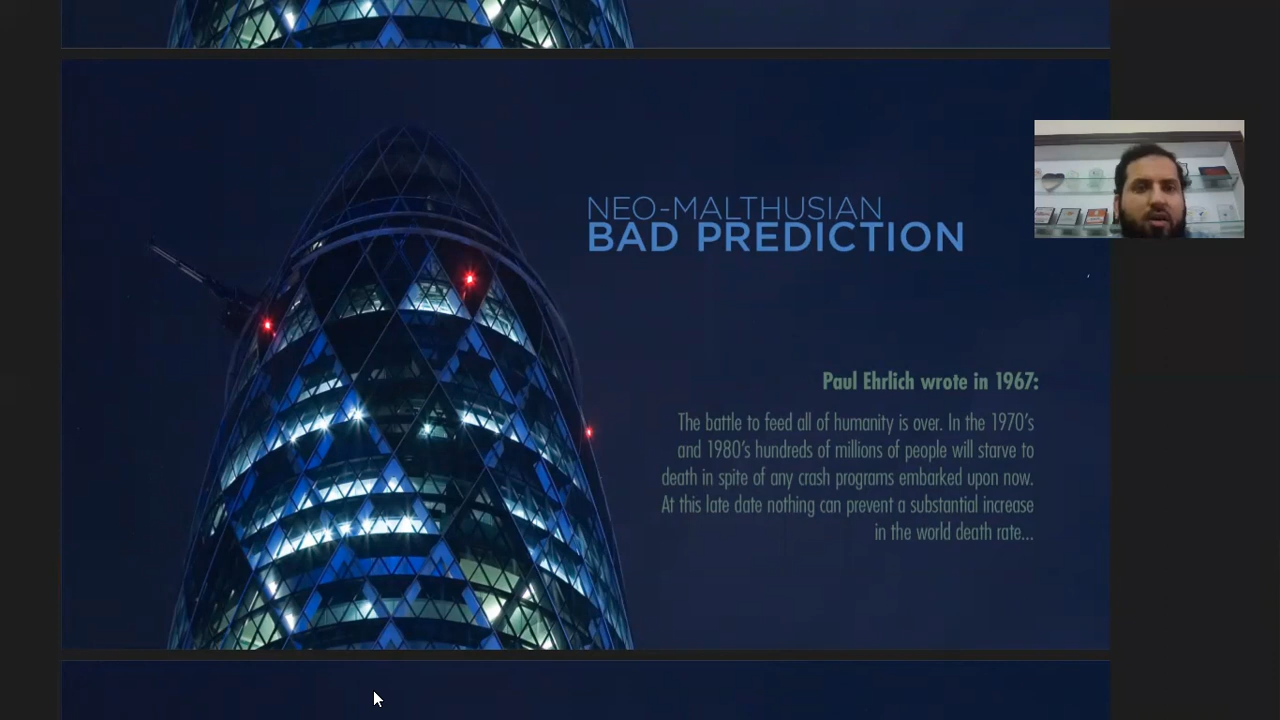 NEO-MALTHUSIAN
BAD PREDICTION
Paul Ehrlich wrote in 1967:
The battle to feed all of humanity is over. In the 1970's
and 1980's hundreds of millions of people will starve to
death in spite of any crash programs embarked upon now.
At this late date nothing can prevent a substantial increase
in the world death rate...